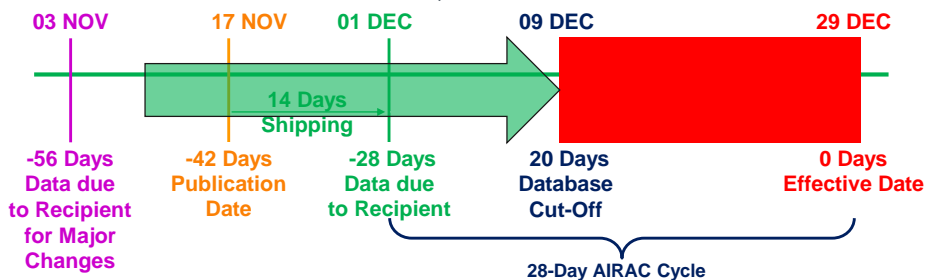 03 NOV
17 NOV
01 DEC
09 DEC
29 DEC
14 Days
Shipping
-56 Days
Data due
to Recipient
for Major
Changes
-42 Days
Publication
Date
-28 Days
Data due
to Recipient
20 Days
Database
Cut-Off
0 Days
Effective Date
28-Day AIRAC Cycle